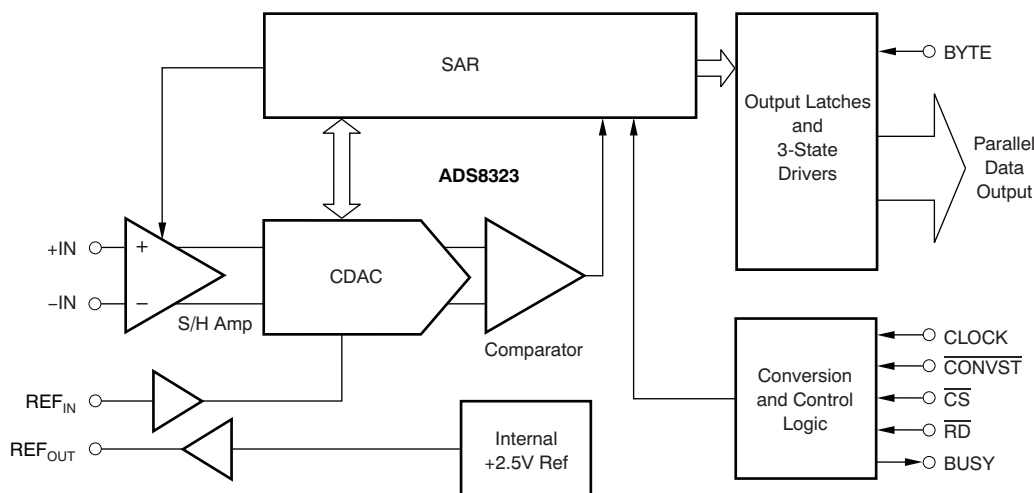 SAR
BYTE
Output Latches
and
3-State
Drivers
Parallel
Data
Output
ADS8323
+IN
+
CDAC
−IN
−
S/H Amp
Comparator
CLOCK
CONVST
CS
RD
BUSY
Conversion
and Control
Logic
REFIN
REFOUT
Internal
+2.5V Ref